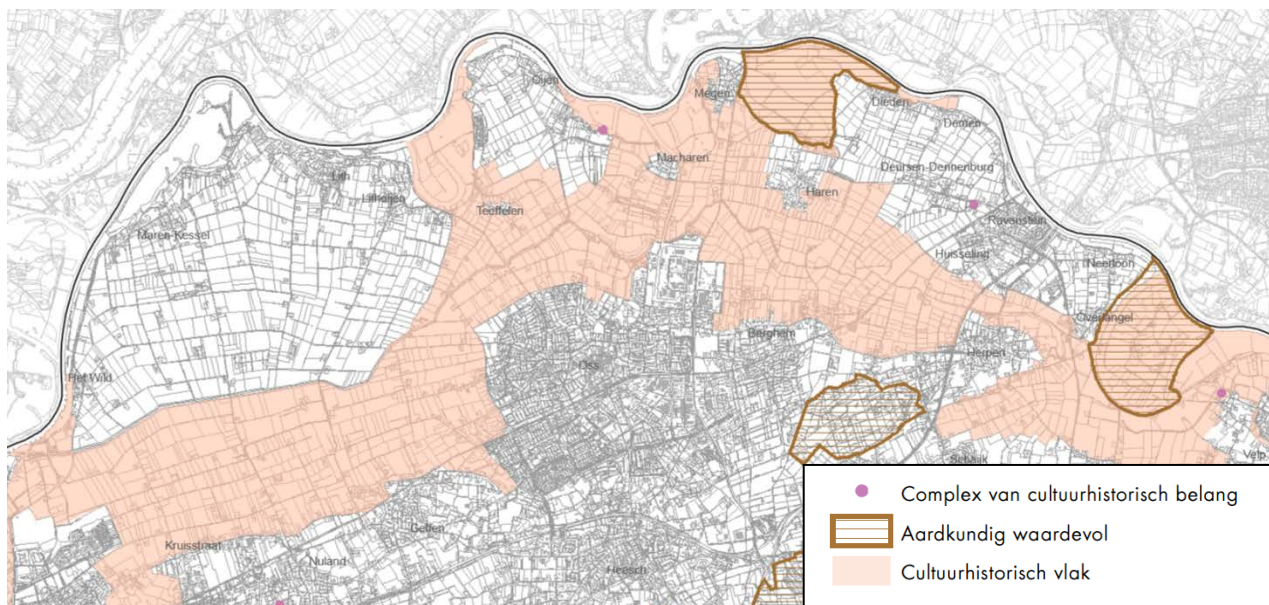 Oijen
Megen
Dieden
Demen
Macharen
Deursen-Dennenburg
Lith
Haren
Lithoijen
Teeffelen
Ravenstein
Maren-Kessel
Huisseling
Neerloon
Overlangel
Berghem
Herpen
Oss
Het Wild
Schaijk
Velp
Geffen
Kruisstraat
Nuland
Heesch
Complex van cultuurhistorisch belang
Aardkundig waardevol
Cultuurhistorisch vlak